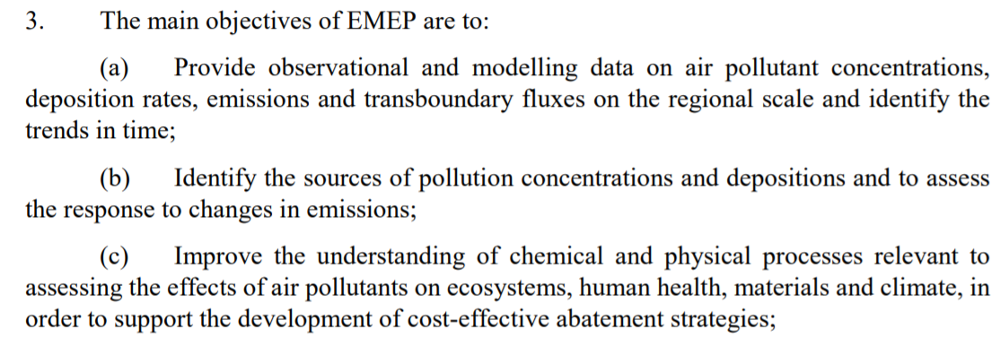 3. The main objectives of EMEP are to:
(a) Provide observational and modelling data on air pollutant concentrations,
deposition rates, emissions and transboundary fluxes on the regional scale and identify the
trends in time;
(b) Identify the sources of pollution concentrations and depositions and to assess
the response to changes in emissions;
(c) Improve the understanding of chemical and physical processes relevant to
assessing the effects of air pollutants on ecosystems, human health, materials and climate, in
order to support the development of cost-effective abatement strategies;